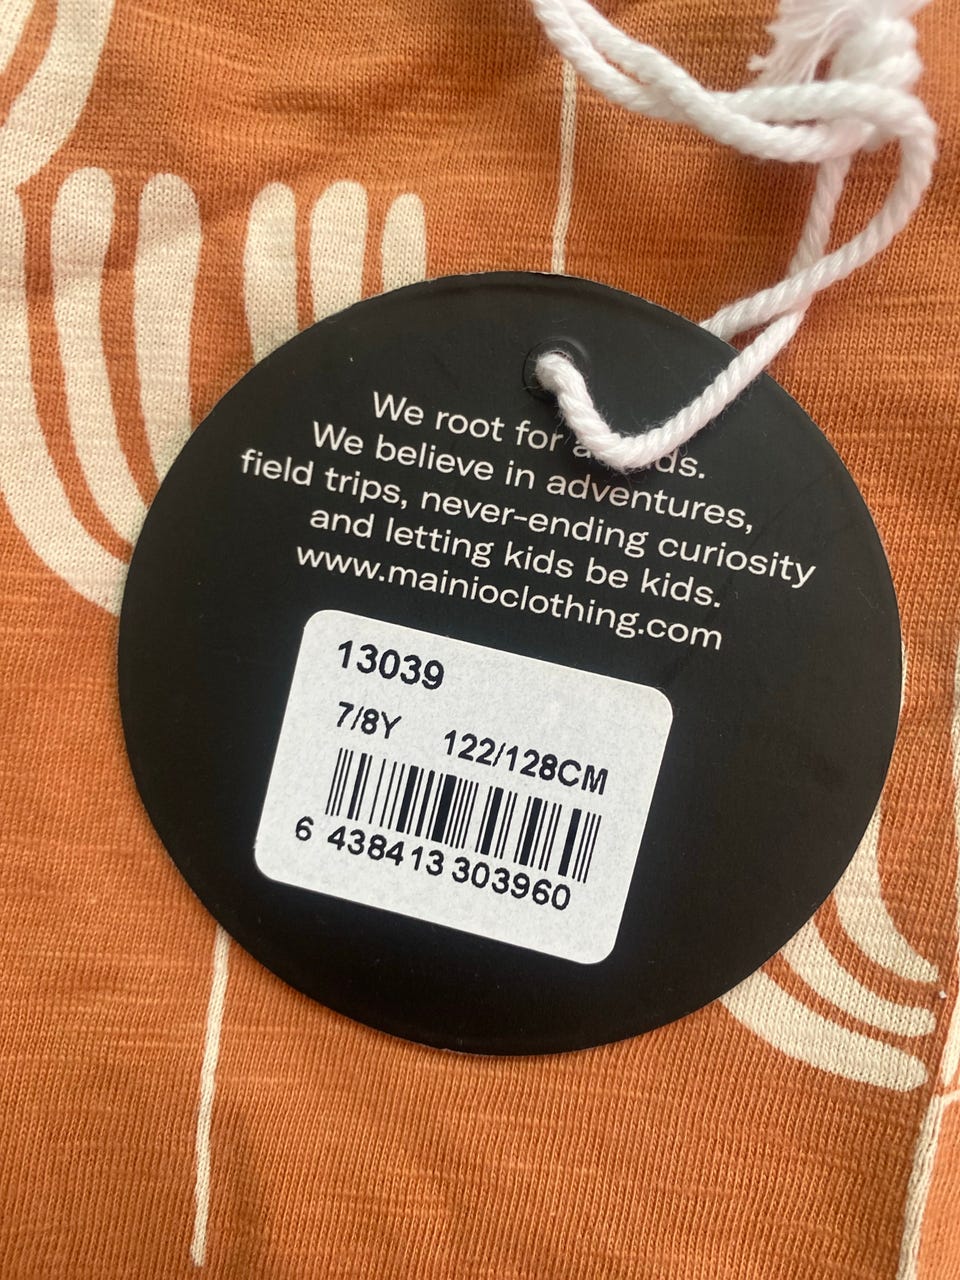 We root for ds.
We believe in adventures,
field trips, never-ending curiosity
and letting kids be kids.
www.mainioclothing.com
13039
7/8Y 122/128CM
6 438413 303960